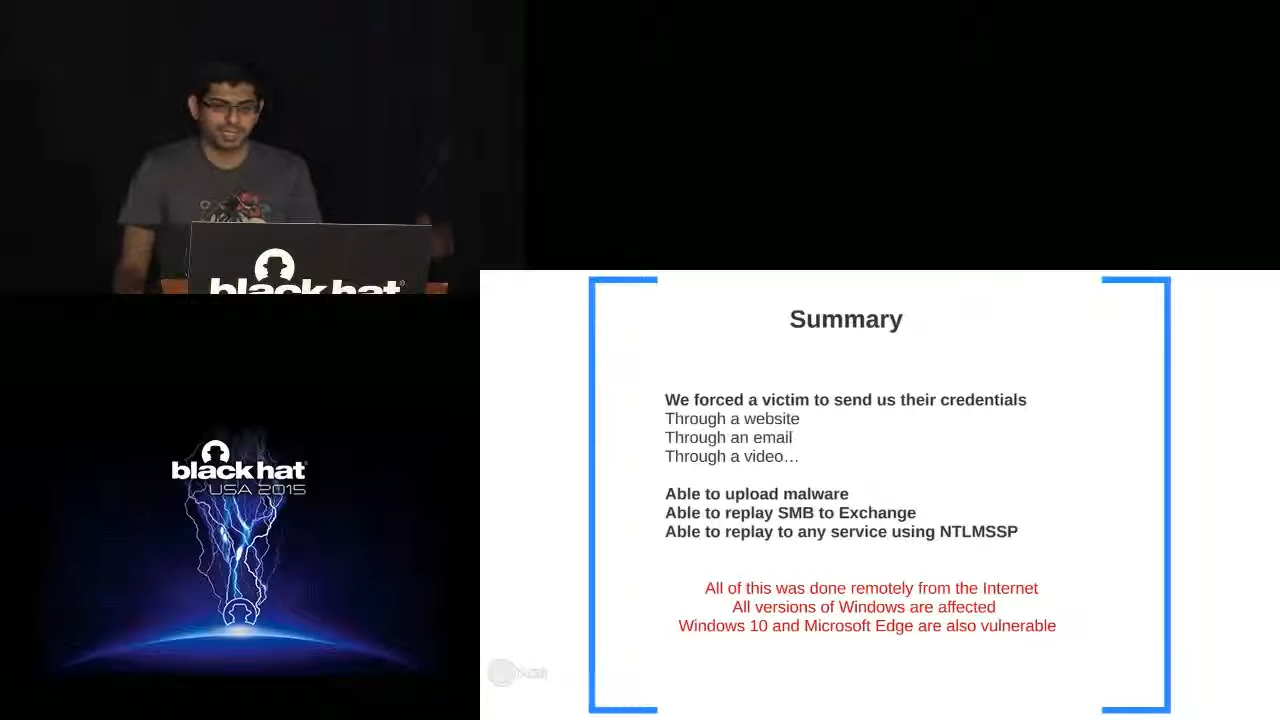 black hat
®
Summary
We forced a victim to send us their credentials
Through a website
Through an email
Through a video…
Able to upload malware
Able to replay SMB to Exchange
Able to replay to any service using NTLMSSP
All of this was done remotely from the Internet
All versions of Windows are affected
Windows 10 and Microsoft Edge are also vulnerable
black hat
USA 2015